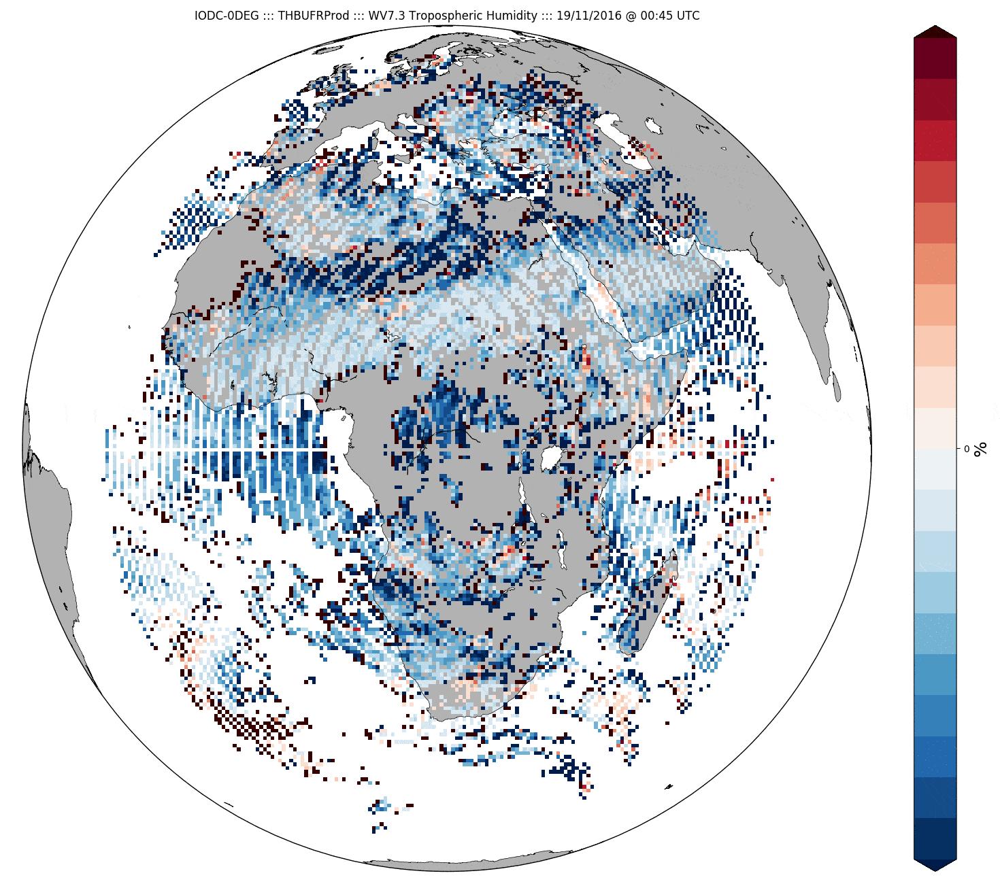 IODC-0DEG ::: THBUFRProd ::: WV7.3 Tropospheric Humidity ::: 19/11/2016 @ 00:45 UTC
0
%